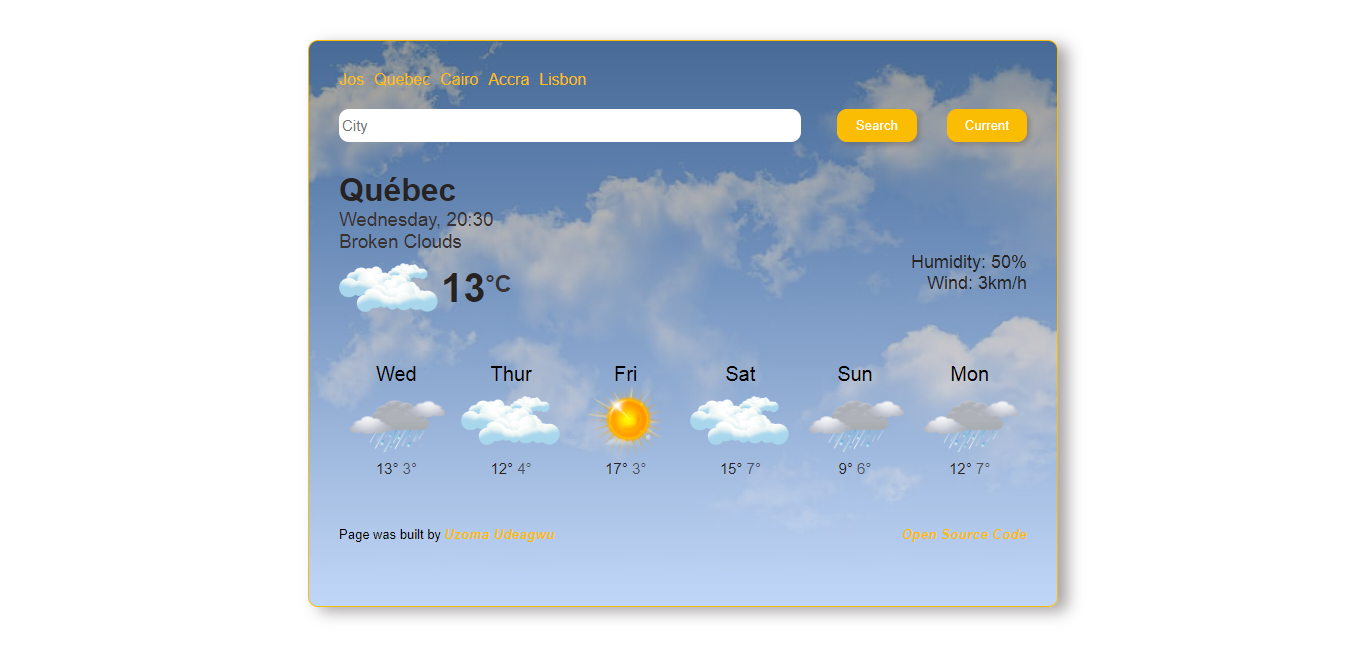 Jos Quebec Cairo Accra Lisbon
City Search Current
Québec
Wednesday, 20:30
Broken Clouds
13°C
Humidity: 50%
Wind: 3km/h
Wed Thur Fri Sat Sun Mon
13° 3° 12° 4° 17° 3° 15° 7° 9° 6° 12° 7°
Page was built by Uzoma Udeagwu Open Source Code